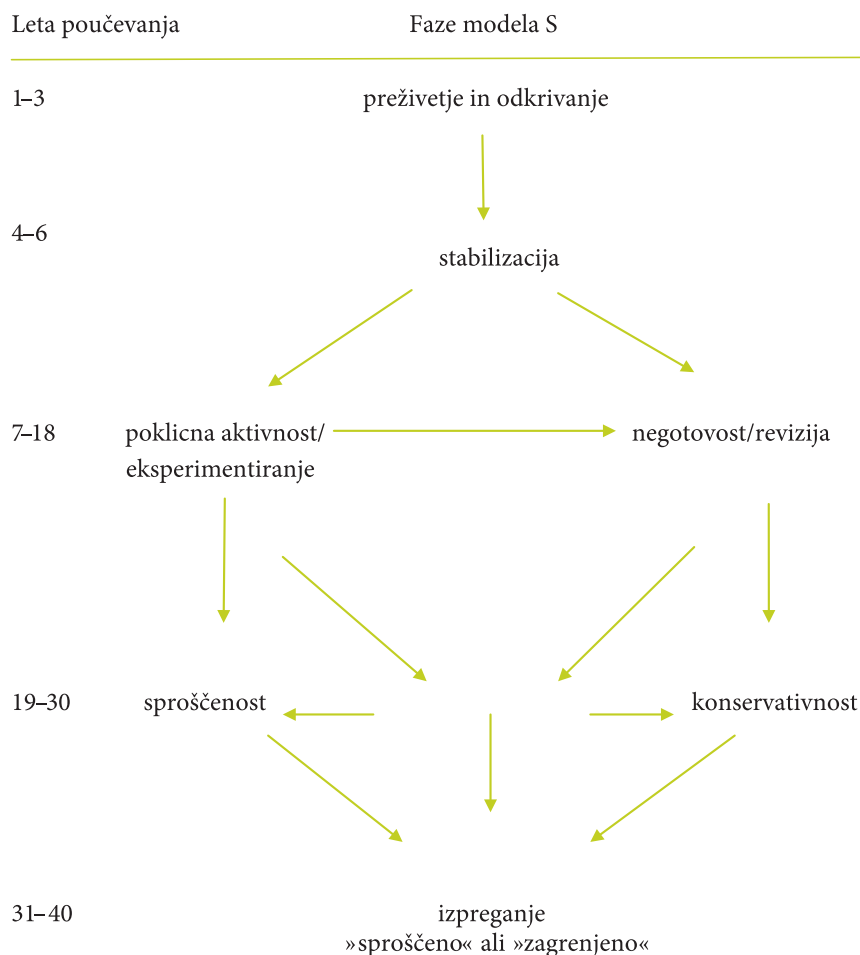 Leta poučevanja Faze modela S
1–3 preživetje in odkrivanje
4–6
stabilizacija
7–18 poklicna aktivnost/ negotovost/revizija
eksperimentiranje
19–30 sproščenost konservativnost
31–40 izpreganje
»sproščeno« ali »zagrenjeno«